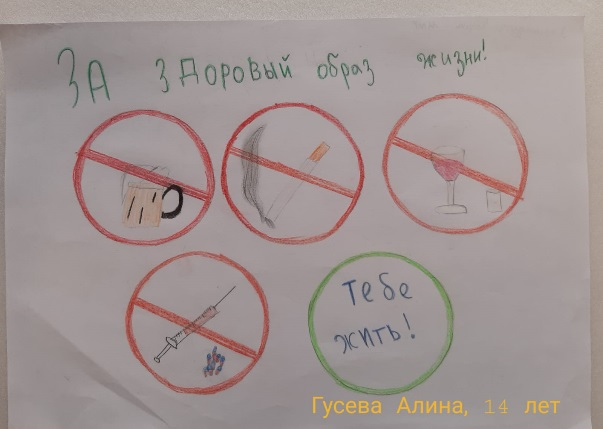 ЗА здоровый образ жизни!
Тебе
жить!
Гусева Алина, 14 лет